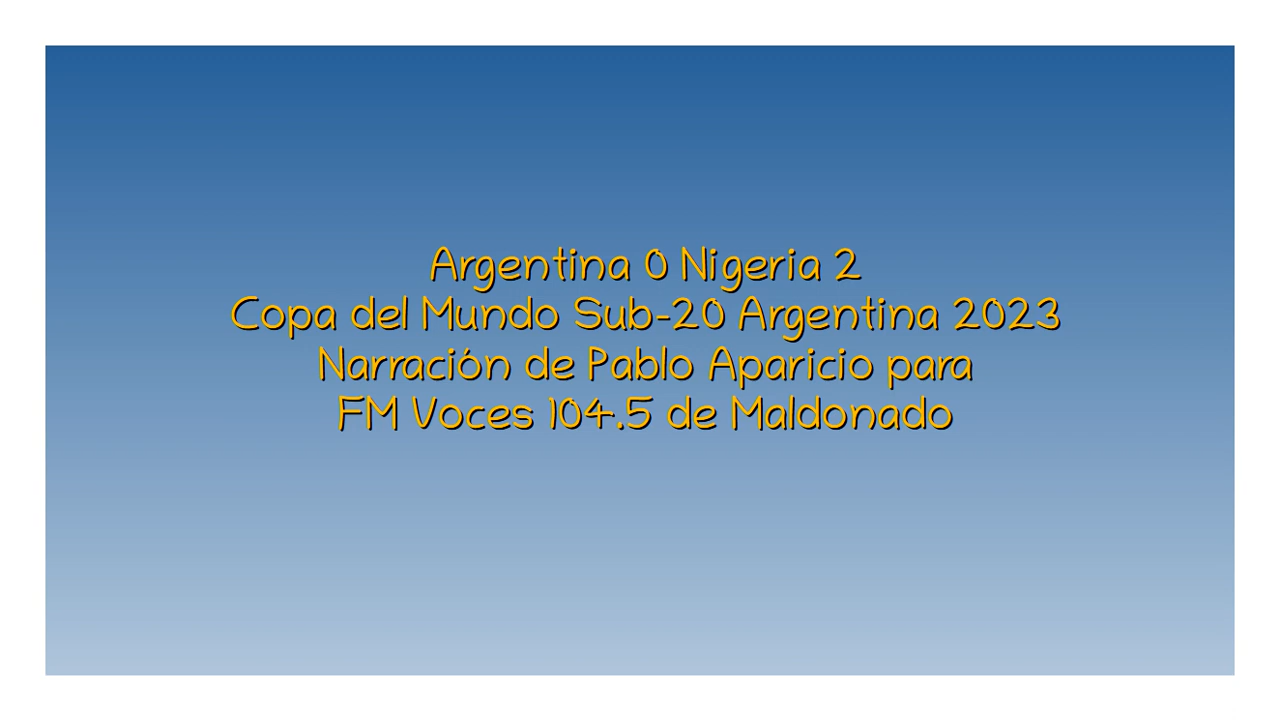 Argentina 0 Nigeria 2
Copa del Mundo Sub-20 Argentina 2023
Narración de Pablo Aparicio para
FM Voces 104.5 de Maldonado